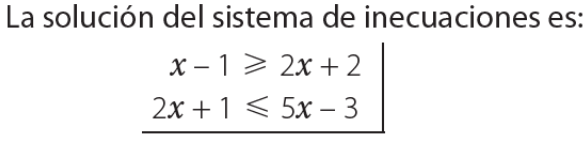 La solución del sistema de inecuaciones es:
x – 1 ⩾ 2x + 2
2x + 1 ⩽ 5x – 3